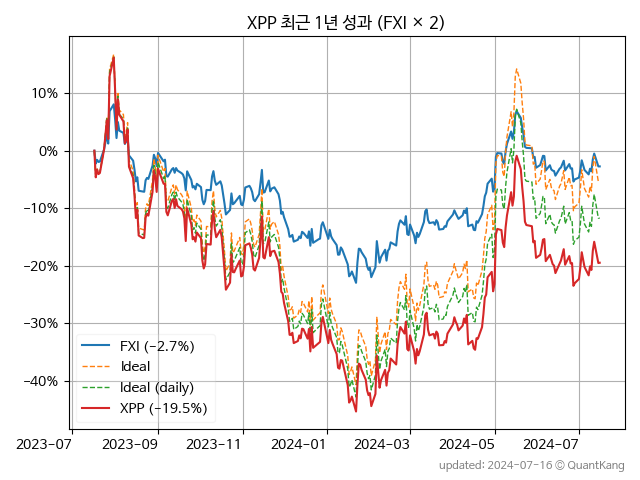 XPP 최근 1년 성과 (FXI × 2)
10%
0%
−10%
−20%
−30%
−40%
FXI (−2.7%)
Ideal
Ideal (daily)
XPP (−19.5%)
2023−07 2023−09 2023−11 2024−01 2024−03 2024−05 2024−07
updated: 2024-07-16 © QuantKang